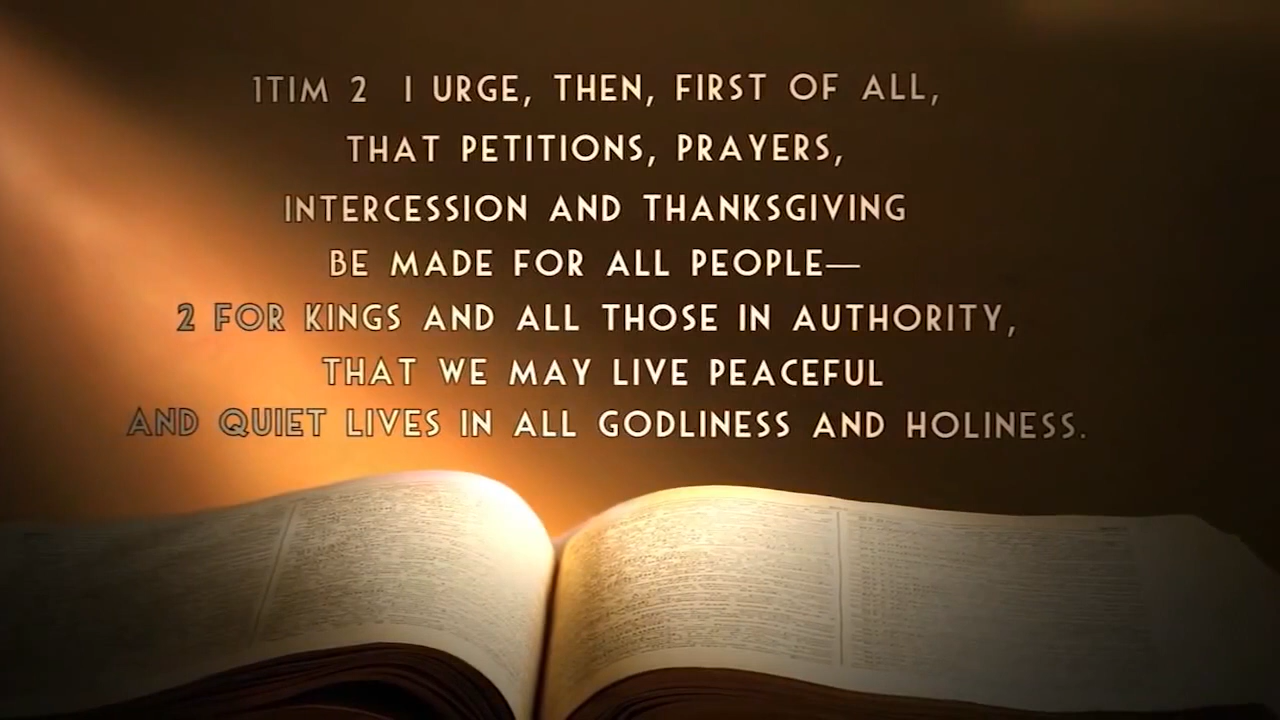 1TIM 2 I URGE, THEN, FIRST OF ALL,
THAT PETITIONS, PRAYERS,
INTERCESSION AND THANKSGIVING
BE MADE FOR ALL PEOPLE—
2 FOR KINGS AND ALL THOSE IN AUTHORITY,
THAT WE MAY LIVE PEACEFUL
AND QUIET LIVES IN ALL GODLINESS AND HOLINESS.